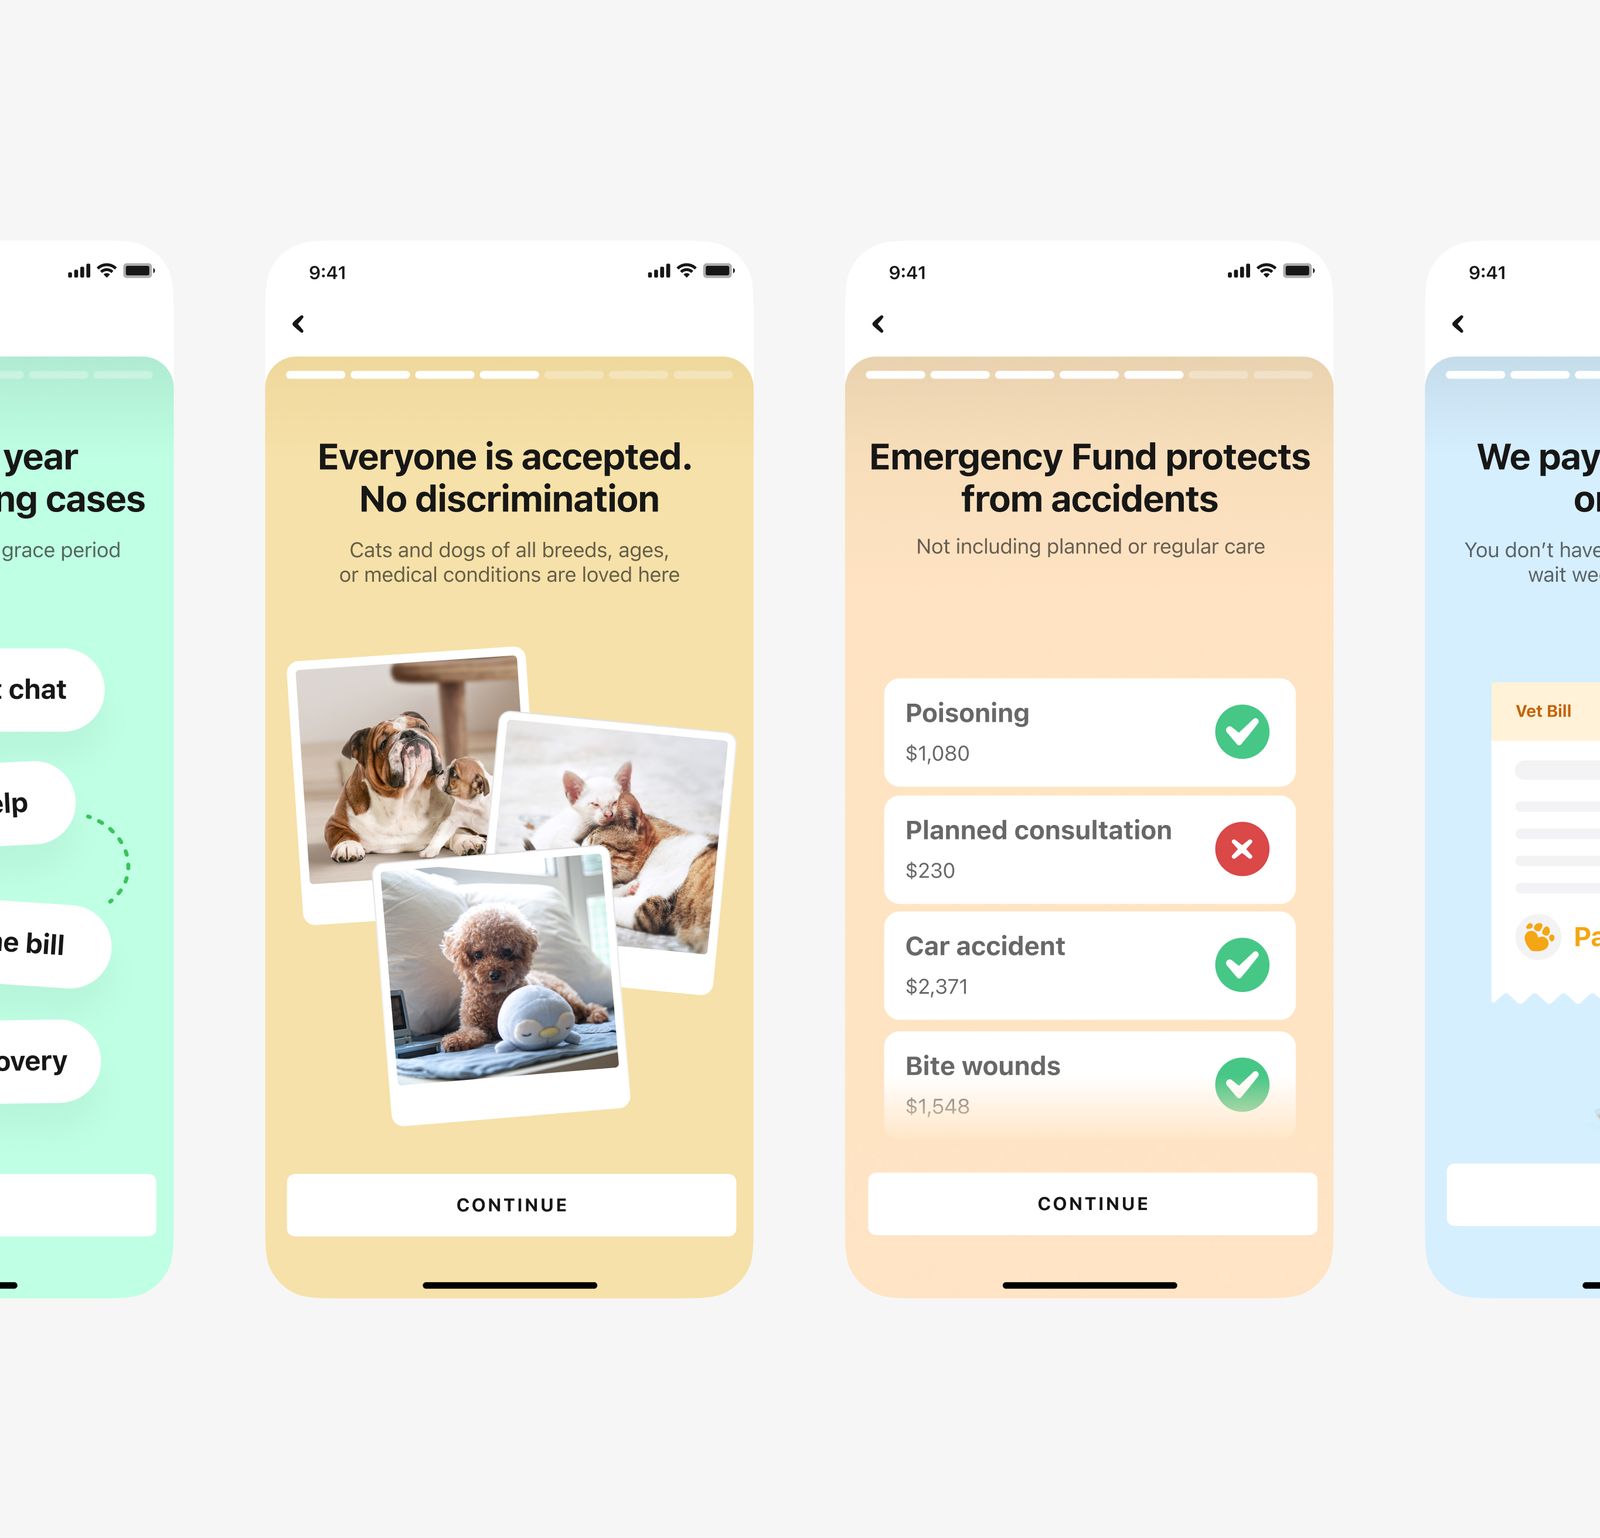 year
ng cases
grace period
chat
elp
e bill
overy
9:41
Everyone is accepted.
No discrimination
Cats and dogs of all breeds, ages,
or medical conditions are loved here
CONTINUE
9:41
Emergency Fund protects
from accidents
Not including planned or regular care
Poisoning
$1,080
Planned consultation
$230
Car accident
$2,371
Bite wounds
$1,548
CONTINUE
9:41
We pay
or
You don’t have
wait we
Vet Bill
Pa